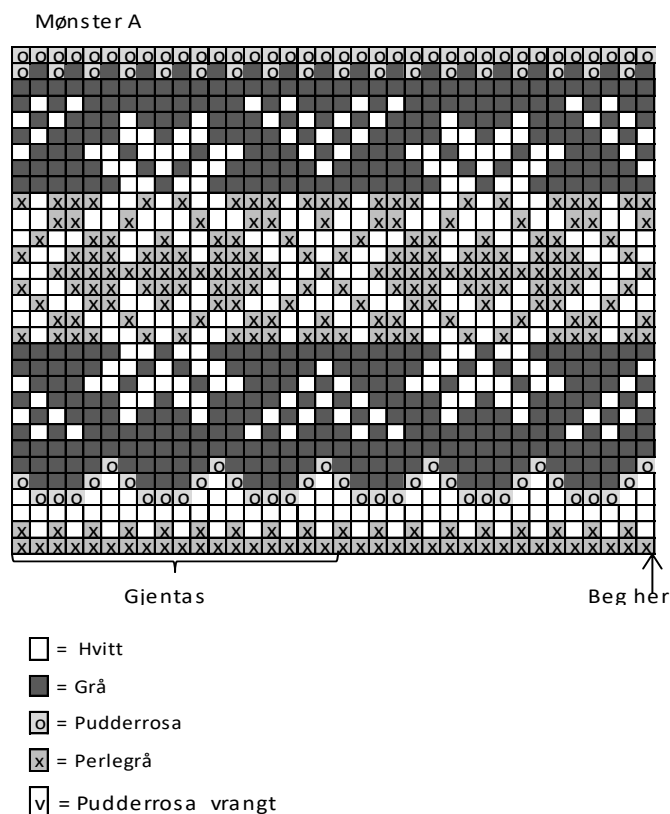 Mønster A
Gjentas
Beg her
= Hvitt
= Grå
o = Pudderrosa
x = Perlegrå
v = Pudderrosa vrangt